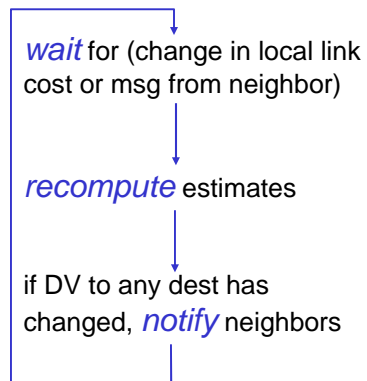 wait for (change in local link
cost or msg from neighbor)
recompute estimates
if DV to any dest has
changed, notify neighbors